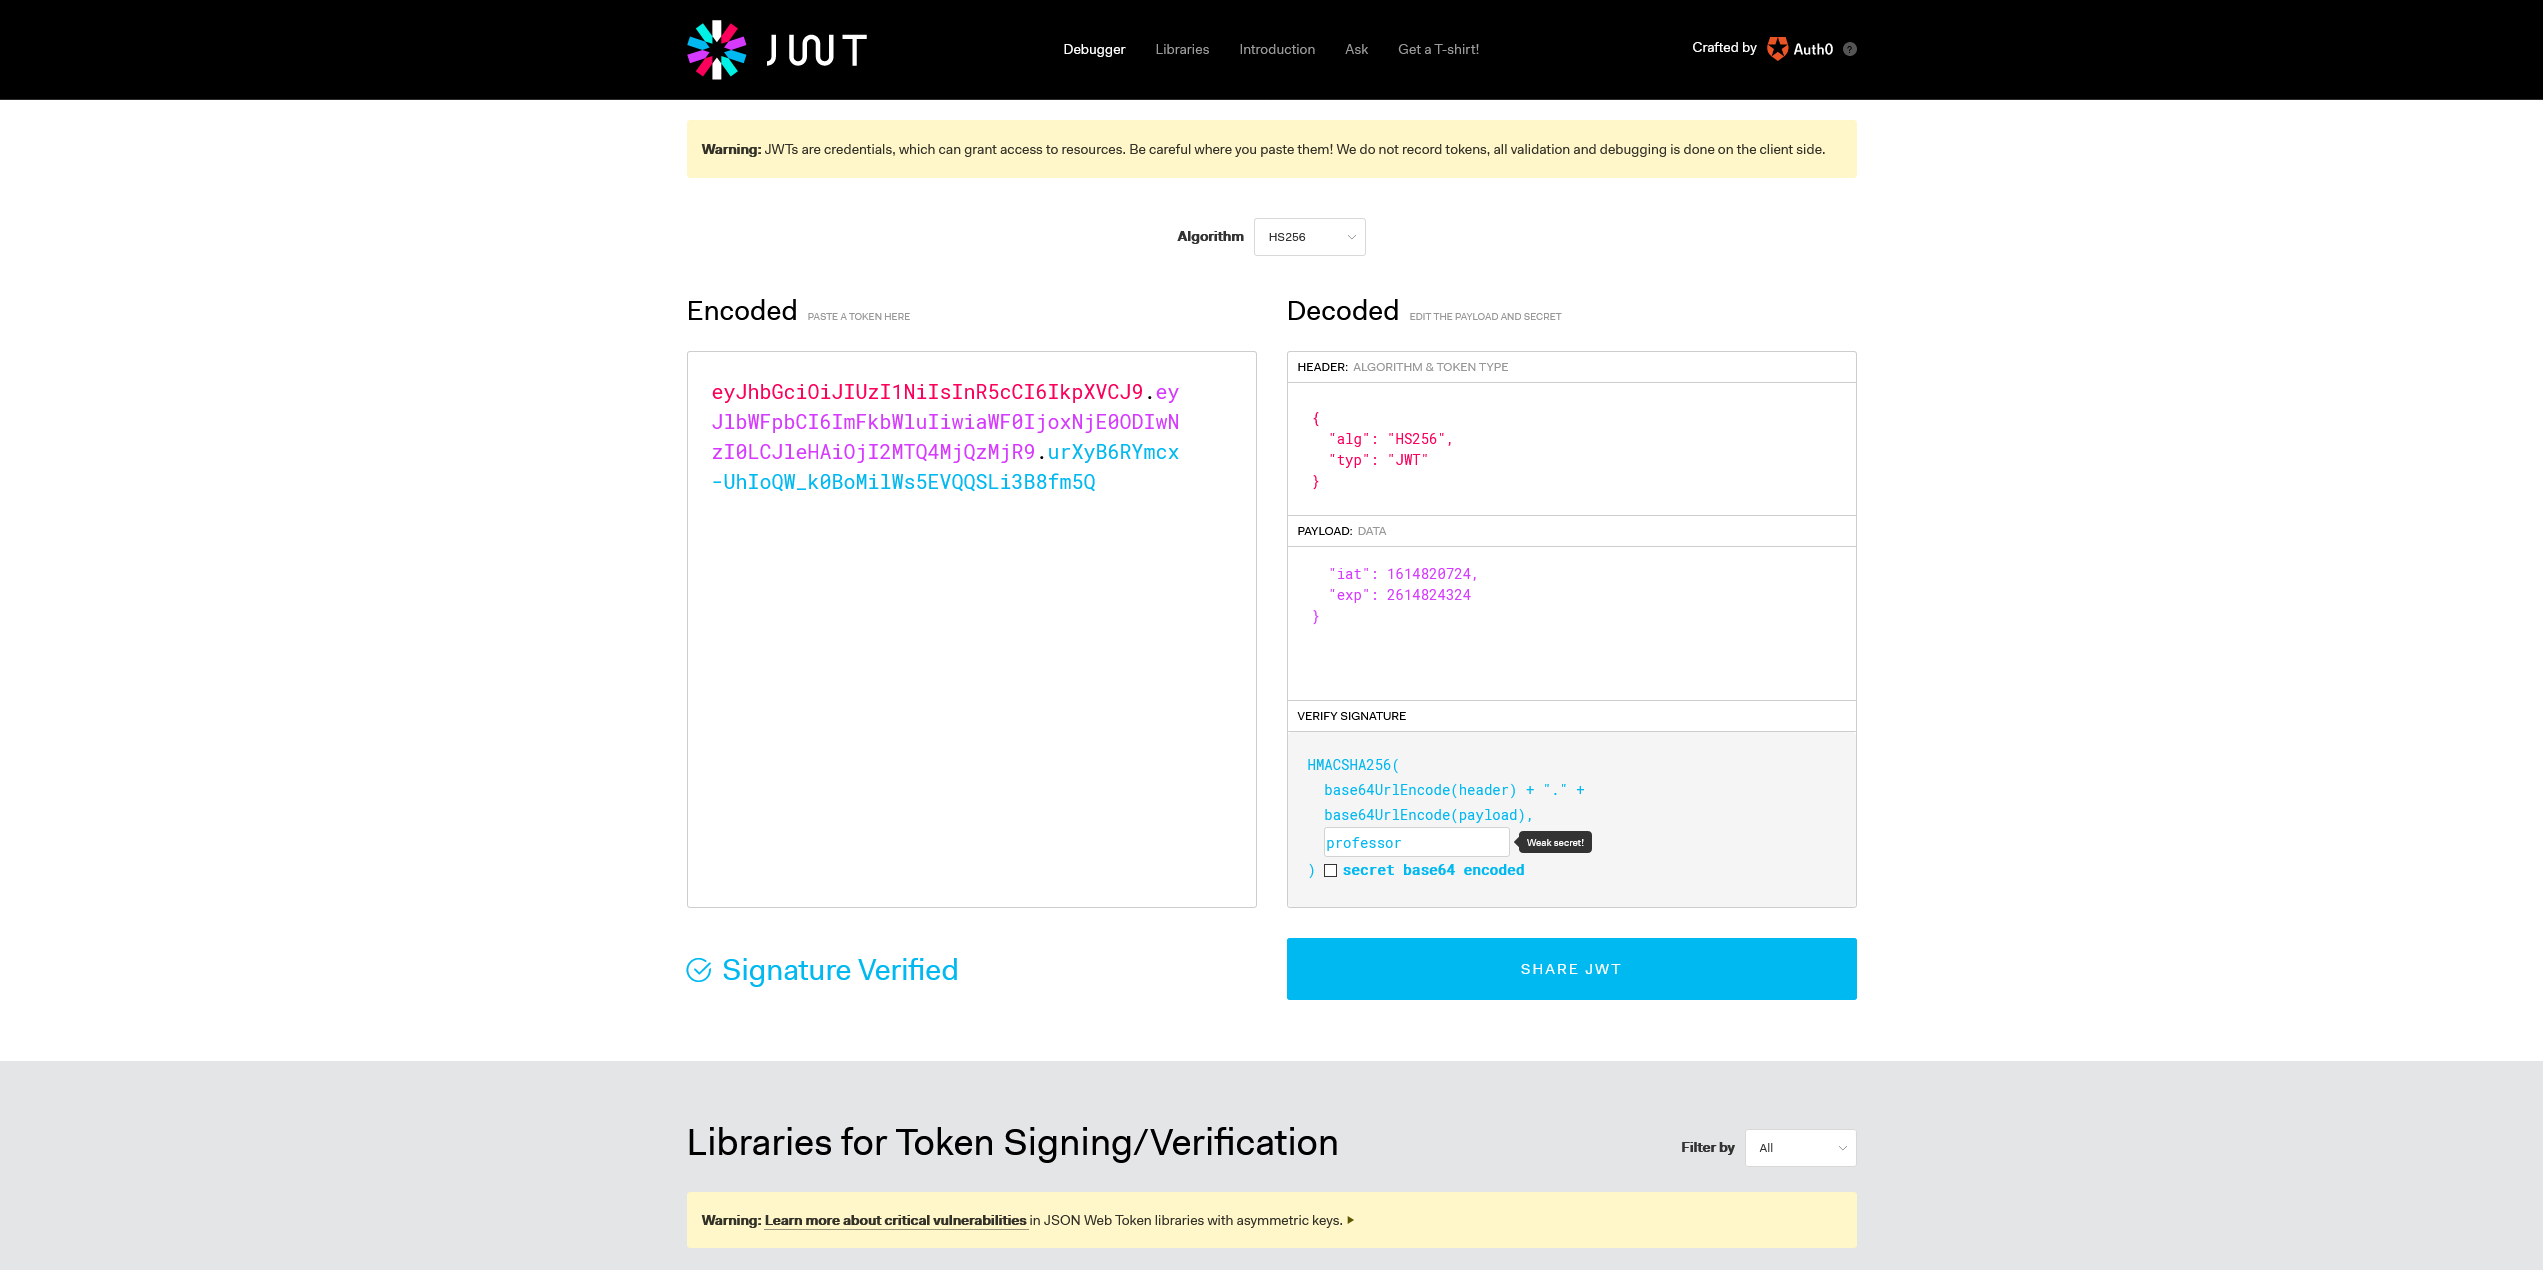 JWT
Debugger Libraries Introduction Ask Get a T-shirt!
Crafted by Auth0 ?
Warning: JWTs are credentials, which can grant access to resources. Be careful where you paste them! We do not record tokens, all validation and debugging is done on the client side.
Algorithm HS256
Encoded PASTE A TOKEN HERE
eyJhbGciOiJIUzI1NiIsInR5cCI6IkpXVCJ9.ey
JlbWFpbCI6ImFkbWluIiwiaWF0IjoxNjE0ODIwN
zI0LCJleHAiOjI2MTQ4MjQzMjR9.urXyB6RYmcx
-UhIoQW_k0BoMilWs5EVQQSLi3B8fm5Q
Decoded EDIT THE PAYLOAD AND SECRET
HEADER: ALGORITHM & TOKEN TYPE
{
"alg": "HS256",
"typ": "JWT"
}
PAYLOAD: DATA
"iat": 1614820724,
"exp": 2614824324
}
VERIFY SIGNATURE
HMACSHA256(
base64UrlEncode(header) + "." +
base64UrlEncode(payload),
professor Weak secret!
) secret base64 encoded
Signature Verified
SHARE JWT
Libraries for Token Signing/Verification
Filter by All
Warning: Learn more about critical vulnerabilities in JSON Web Token libraries with asymmetric keys.